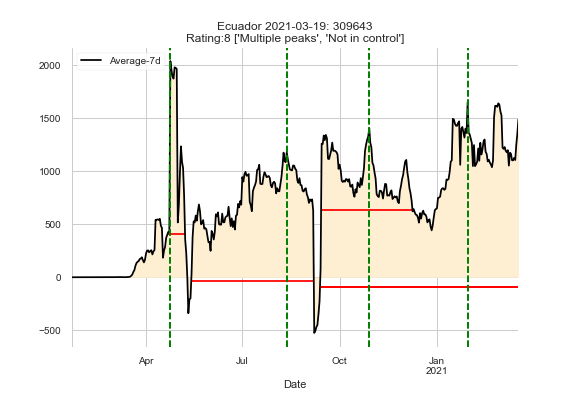 Ecuador 2021-03-19: 309643
Rating:8 ['Multiple peaks', 'Not in control']
Average-7d
2000
1500
1000
500
0
−500
Apr
Jul
Oct
Jan
2021
Date